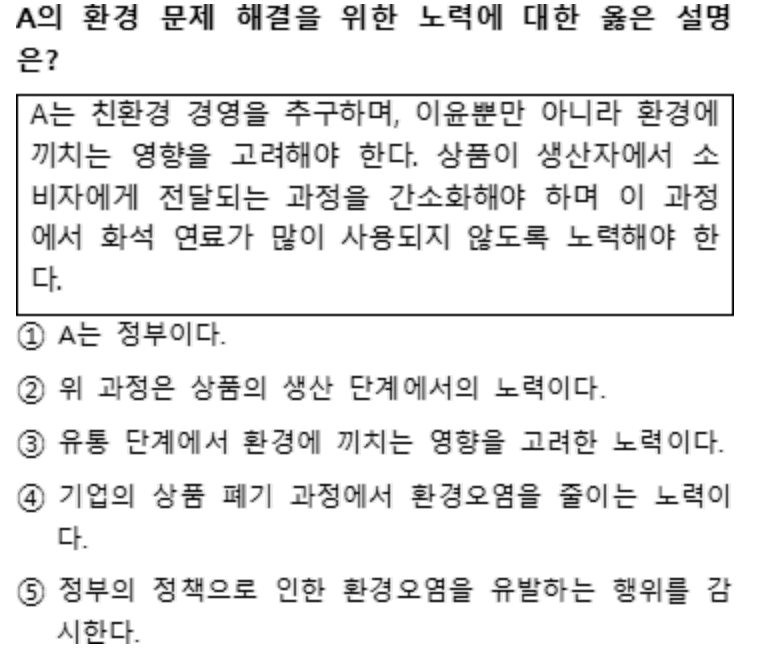 A의 환경 문제 해결을 위한 노력에 대한 옳은 설명
은?
A는 친환경 경영을 추구하며, 이윤뿐만 아니라 환경에
끼치는 영향을 고려해야 한다. 상품이 생산자에서 소
비자에게 전달되는 과정을 간소화해야 하며 이 과정
에서 화석 연료가 많이 사용되지 않도록 노력해야 한
다.
① A는 정부이다.
② 위 과정은 상품의 생산 단계에서의 노력이다.
③ 유통 단계에서 환경에 끼치는 영향을 고려한 노력이다.
④ 기업의 상품 폐기 과정에서 환경오염을 줄이는 노력이
다.
⑤ 정부의 정책으로 인한 환경오염을 유발하는 행위를 감
시한다.